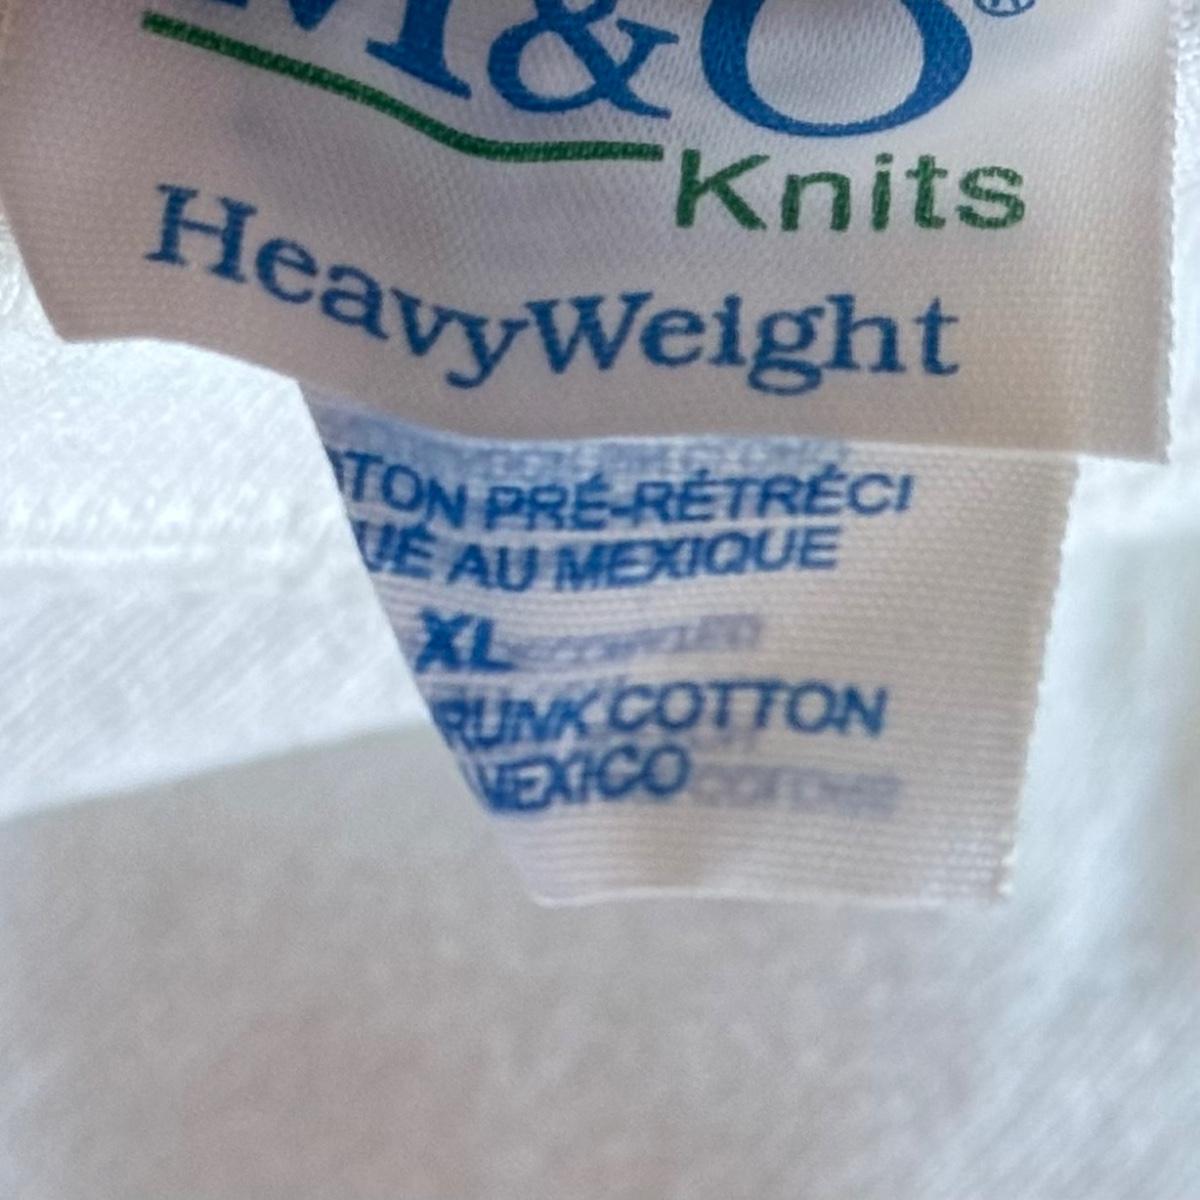 M&O®
Knits
HeavyWeight
TON PRÉ-RÉTRÉCI
UÉ AU MEXIQUE
XL
RUNK COTTON
MEXICO